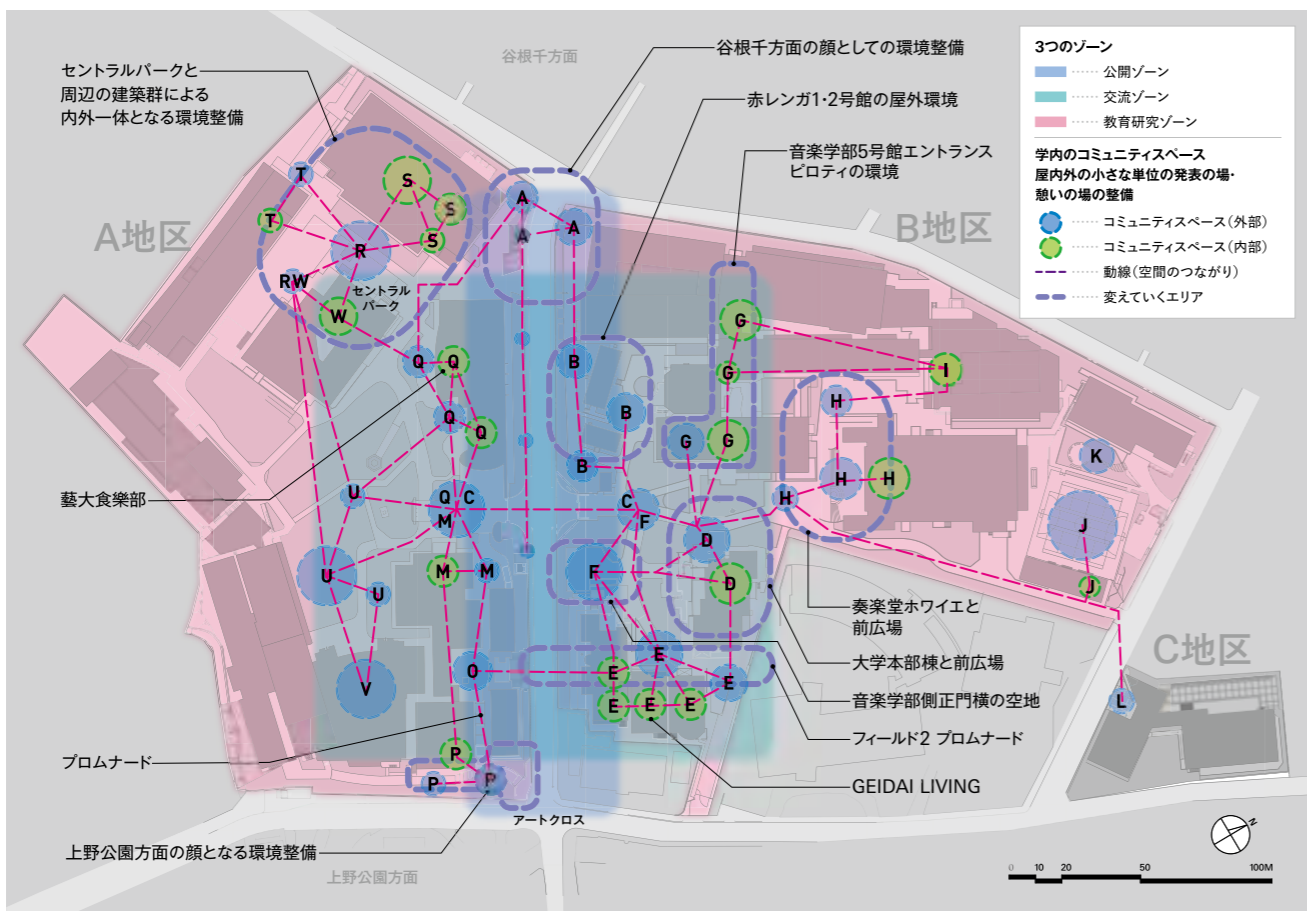 谷根千方面
セントラルパークと
周辺の建築群による
内外一体となる環境整備
谷根千方面の顔としての環境整備
赤レンガ1・2号館の屋外環境
音楽学部5号館エントランス
ピロティの環境
3つのゾーン
公開ゾーン
交流ゾーン
教育研究ゾーン
学内のコミュニティスペース
屋内外の小さな単位の発表の場・
憩いの場の整備
コミュニティスペース（外部）
コミュニティスペース（内部）
動線（空間のつながり）
変えていくエリア
A地区
B地区
C地区
T
S
T
S
S
R
RW
セントラル
パーク
W
A
A
A
Q
Q
Q
Q
B
B
B
G
G
G
G
I
H
H
H
H
K
J
J
L
藝大食樂部
U
Q C
M
C
F
D
D
F
M
M
U
U
V
O
E
E
E
E
E
E
P
P
P
奏楽堂ホワイエと
前広場
大学本部棟と前広場
音楽学部側正門横の空地
フィールド2 プロムナード
GEIDAI LIVING
プロムナード
アートクロス
上野公園方面の顔となる環境整備
上野公園方面
N
0 10 20 50 100M